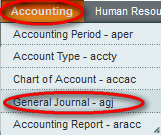 Accounting Human Resou
Accounting Period - aper
Account Type - accty
Chart of Account - accac
General Journal - agj
Accounting Report - aracc